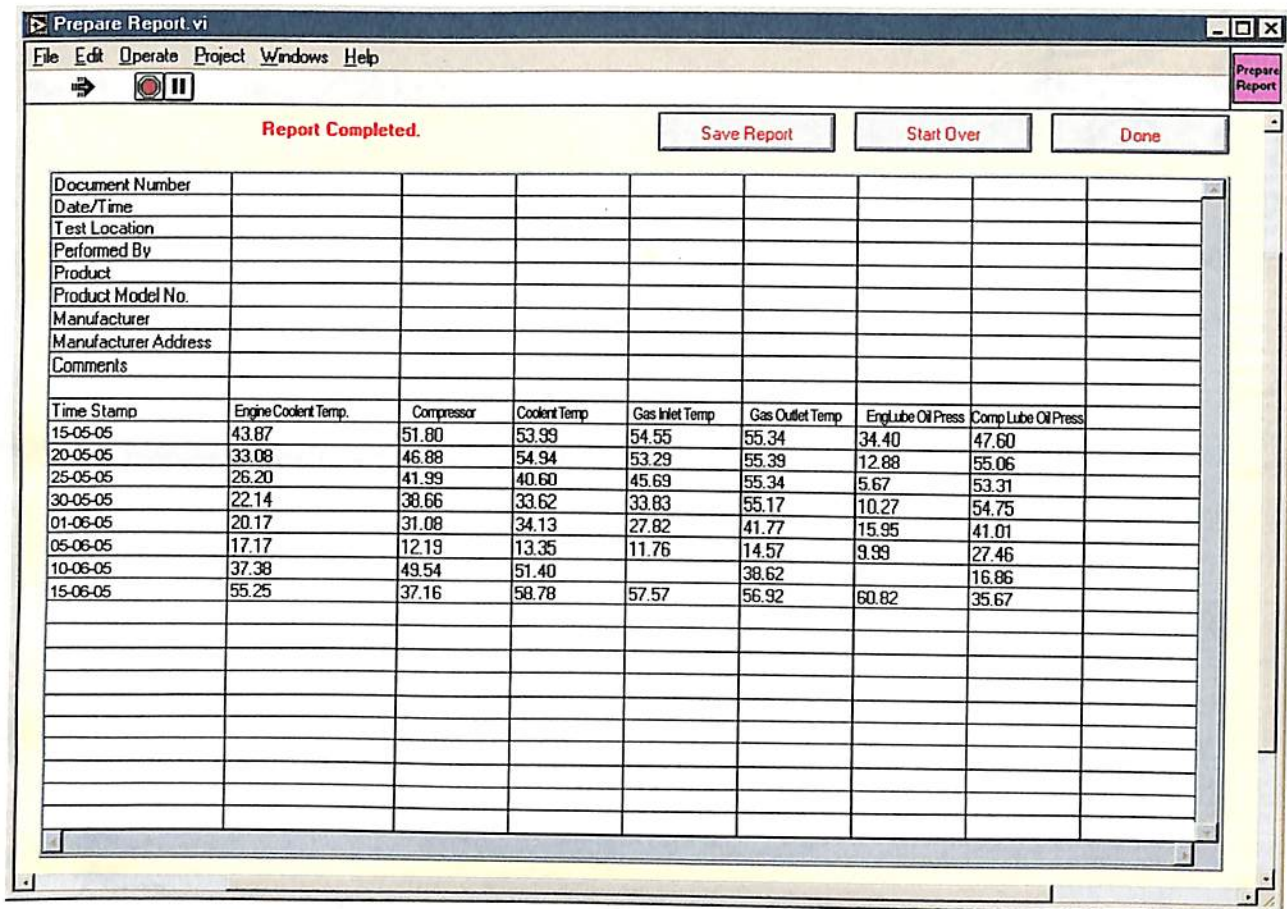 Prepare Report.vi
File Edit Operate Project Windows Help
Prepare Report
Report Completed. Save Report Start Over Done
Document Number
Date/Time
Test Location
Performed By
Product
Product Model No.
Manufacturer
Manufacturer Address
Comments
Time Stamp Engine Coolent Temp. Compressor Coolent Temp Gas Inlet Temp Gas Outlet Temp EngLube Oil Press Comp Lube Oil Press
15-05-05 43.87 51.80 53.99 54.55 55.34 34.40 47.60
20-05-05 33.08 46.88 54.94 53.29 55.39 12.88 55.06
25-05-05 26.20 41.99 40.60 45.69 55.34 5.67 53.31
30-05-05 22.14 38.66 33.62 33.83 55.17 10.27 54.75
01-06-05 20.17 31.08 34.13 27.82 41.77 15.95 41.01
05-06-05 17.17 12.19 13.35 11.76 14.57 9.99 27.46
10-06-05 37.38 49.54 51.40 38.62 16.86
15-06-05 55.25 37.16 58.78 57.57 56.92 60.82 35.67